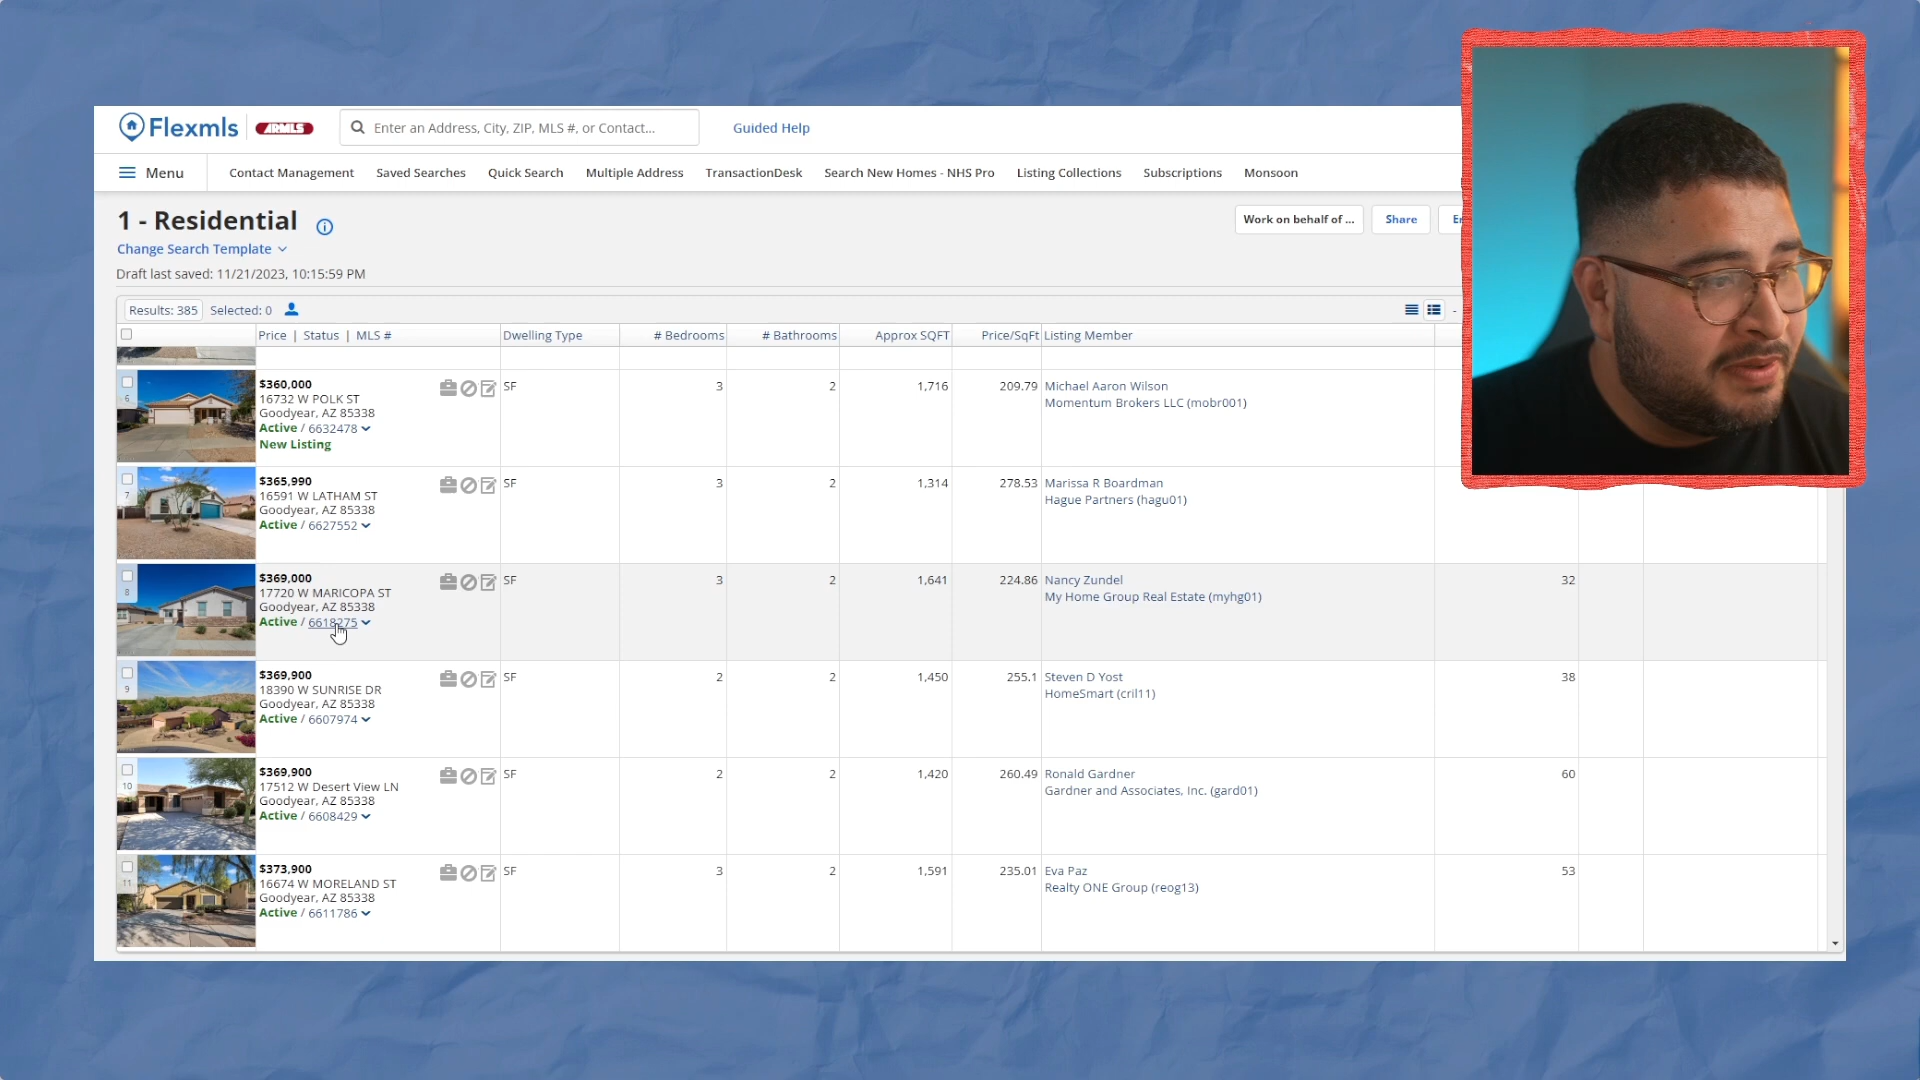 Flexmls
ARMLS
Enter an Address, City, ZIP, MLS #, or Contact...
Guided Help
Menu
Contact Management
Saved Searches
Quick Search
Multiple Address
TransactionDesk
Search New Homes - NHS Pro
Listing Collections
Subscriptions
Monsoon
1 - Residential
Work on behalf of ...
Share
Change Search Template
Draft last saved: 11/21/2023, 10:15:59 PM
Results: 385
Selected: 0
Price | Status | MLS #
Dwelling Type
# Bedrooms
# Bathrooms
Approx SQFT
Price/SqFt
Listing Member
6
$360,000
16732 W POLK ST
Goodyear, AZ 85338
Active / 6632478
New Listing
SF
3
2
1,716
209.79
Michael Aaron Wilson
Momentum Brokers LLC (mobr001)
7
$365,990
16591 W LATHAM ST
Goodyear, AZ 85338
Active / 6627552
SF
3
2
1,314
278.53
Marissa R Boardman
Hague Partners (hagu01)
8
$369,000
17720 W MARICOPA ST
Goodyear, AZ 85338
Active / 6618275
SF
3
2
1,641
224.86
Nancy Zundel
My Home Group Real Estate (myhg01)
32
9
$369,900
18390 W SUNRISE DR
Goodyear, AZ 85338
Active / 6607974
SF
2
2
1,450
255.1
Steven D Yost
HomeSmart (cril11)
38
10
$369,900
17512 W Desert View LN
Goodyear, AZ 85338
Active / 6608429
SF
2
2
1,420
260.49
Ronald Gardner
Gardner and Associates, Inc. (gard01)
60
11
$373,900
16674 W MORELAND ST
Goodyear, AZ 85338
Active / 6611786
SF
3
2
1,591
235.01
Eva Paz
Realty ONE Group (reog13)
53